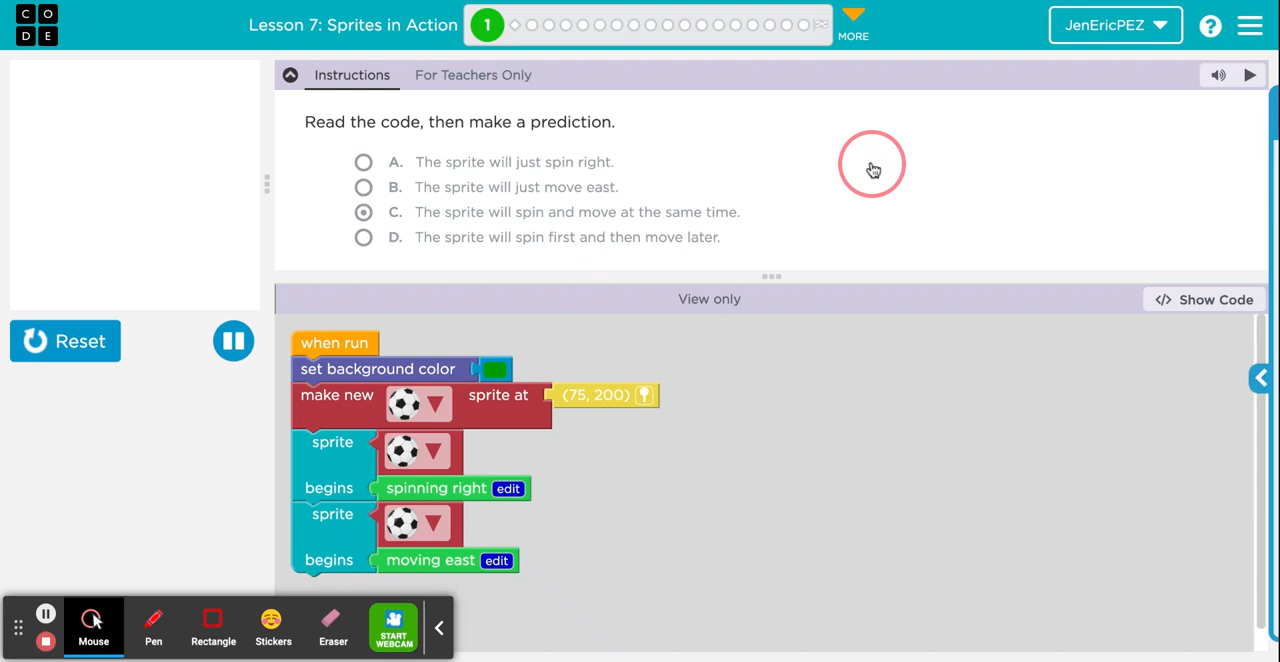 C O
D E
Lesson 7: Sprites in Action
1
MORE
JenEricPEZ
?
Instructions
For Teachers Only
Read the code, then make a prediction.
A. The sprite will just spin right.
B. The sprite will just move east.
C. The sprite will spin and move at the same time.
D. The sprite will spin first and then move later.
View only
</> Show Code
Reset
when run
set background color
make new sprite at (75, 200)
sprite
begins spinning right edit
sprite
begins moving east edit
Mouse
Pen
Rectangle
Stickers
Eraser
START
WEBCAM